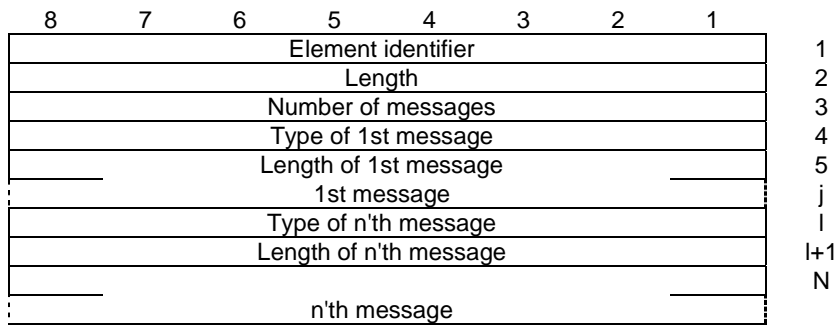 8 7 6 5 4 3 2 1
Element identifier 1
Length 2
Number of messages 3
Type of 1st message 4
Length of 1st message 5
1st message j
Type of n'th message l
Length of n'th message l+1
N
n'th message